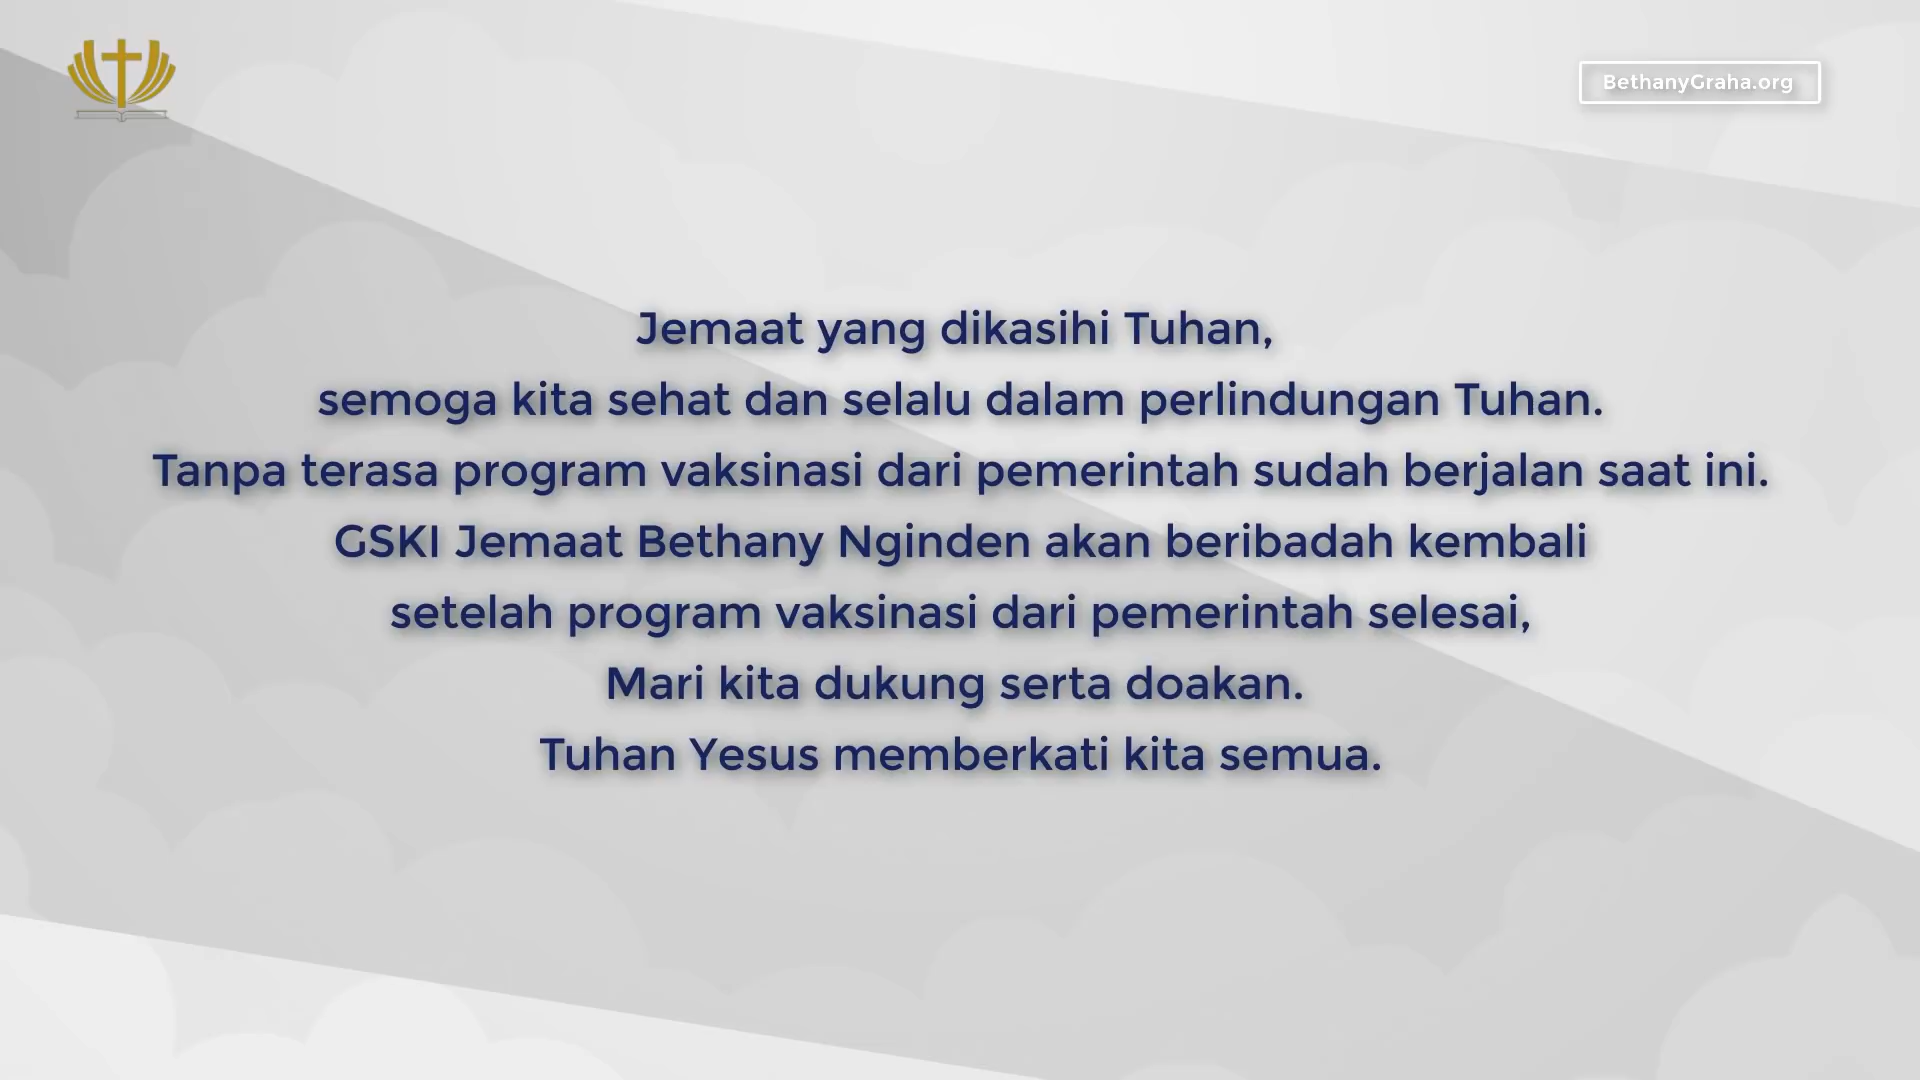 BethanyGraha.org
Jemaat yang dikasihi Tuhan,
semoga kita sehat dan selalu dalam perlindungan Tuhan.
Tanpa terasa program vaksinasi dari pemerintah sudah berjalan saat ini.
GSKI Jemaat Bethany Nginden akan beribadah kembali
setelah program vaksinasi dari pemerintah selesai,
Mari kita dukung serta doakan.
Tuhan Yesus memberkati kita semua.